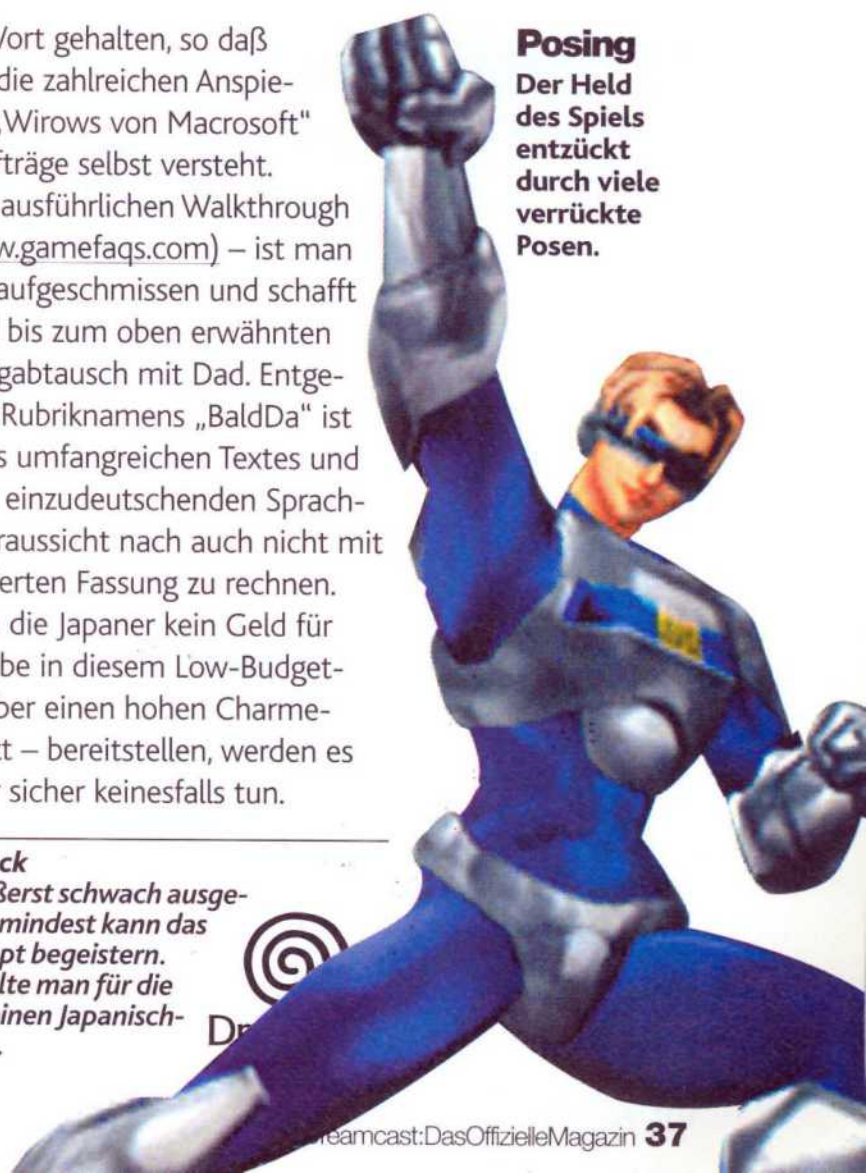 Wort gehalten, so daß
die zahlreichen Anspie-
„Wirows von Macrosoft"
fträge selbst versteht.
ausführlichen Walkthrough
w.gamefaqs.com) – ist man
aufgeschmissen und schafft
bis zum oben erwähnten
gabtausch mit Dad. Entge-
Rubriknamens „BaldDa" ist
s umfangreichen Textes und
einzudeutschenden Sprach-
raussicht nach auch nicht mit
erten Fassung zu rechnen.
die Japaner kein Geld für
be in diesem Low-Budget-
ber einen hohen Charme-
t – bereitstellen, werden es
r sicher keinesfalls tun.
ck
ßerst schwach ausge-
mindest kann das
pt begeistern.
lte man für die
inen Japanisch-
Dr
Posing
Der Held
des Spiels
entzückt
durch viele
verrückte
Posen.
eamcast:DasOffizielleMagazin 37